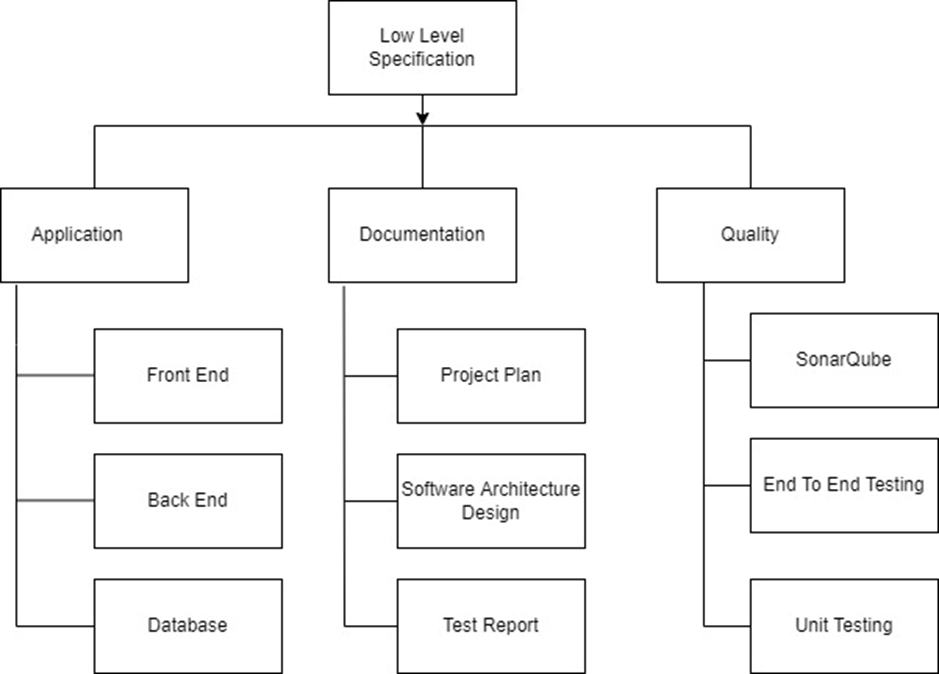 Low Level
Specification
Application
Documentation
Quality
Front End
Project Plan
SonarQube
Back End
Software Architecture
Design
End To End Testing
Database
Test Report
Unit Testing